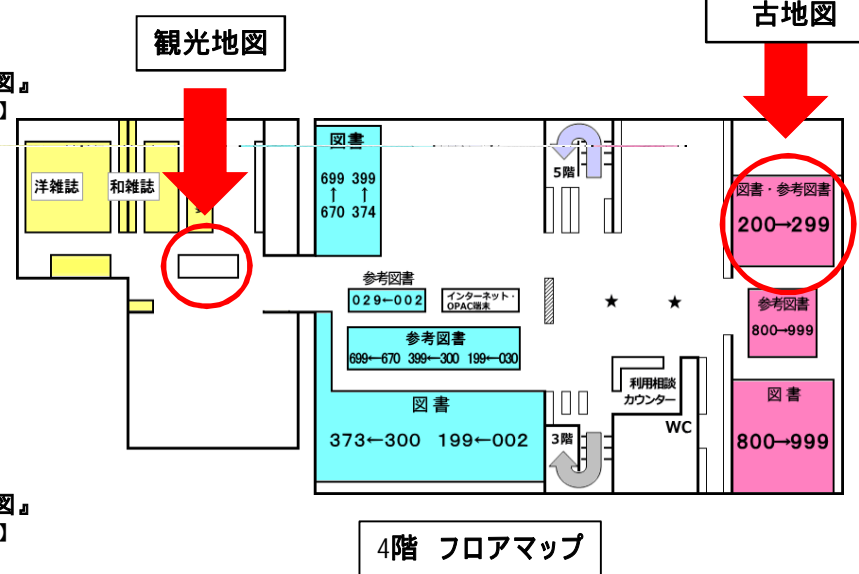 古地図
観光地図
図』
】
図書
699 399
↑ ↑
670 374
洋雑誌
和雑誌
5階
図書・参考図書
200→299
参考図書
029←002
インターネット・
OPAC端末
★ ★
参考図書
800→999
参考図書
699←670 399←300 199←030
利用相談
カウンター
WC
図書
373←300 199←002
3階
図書
800→999
図』
】
4階 フロアマップ